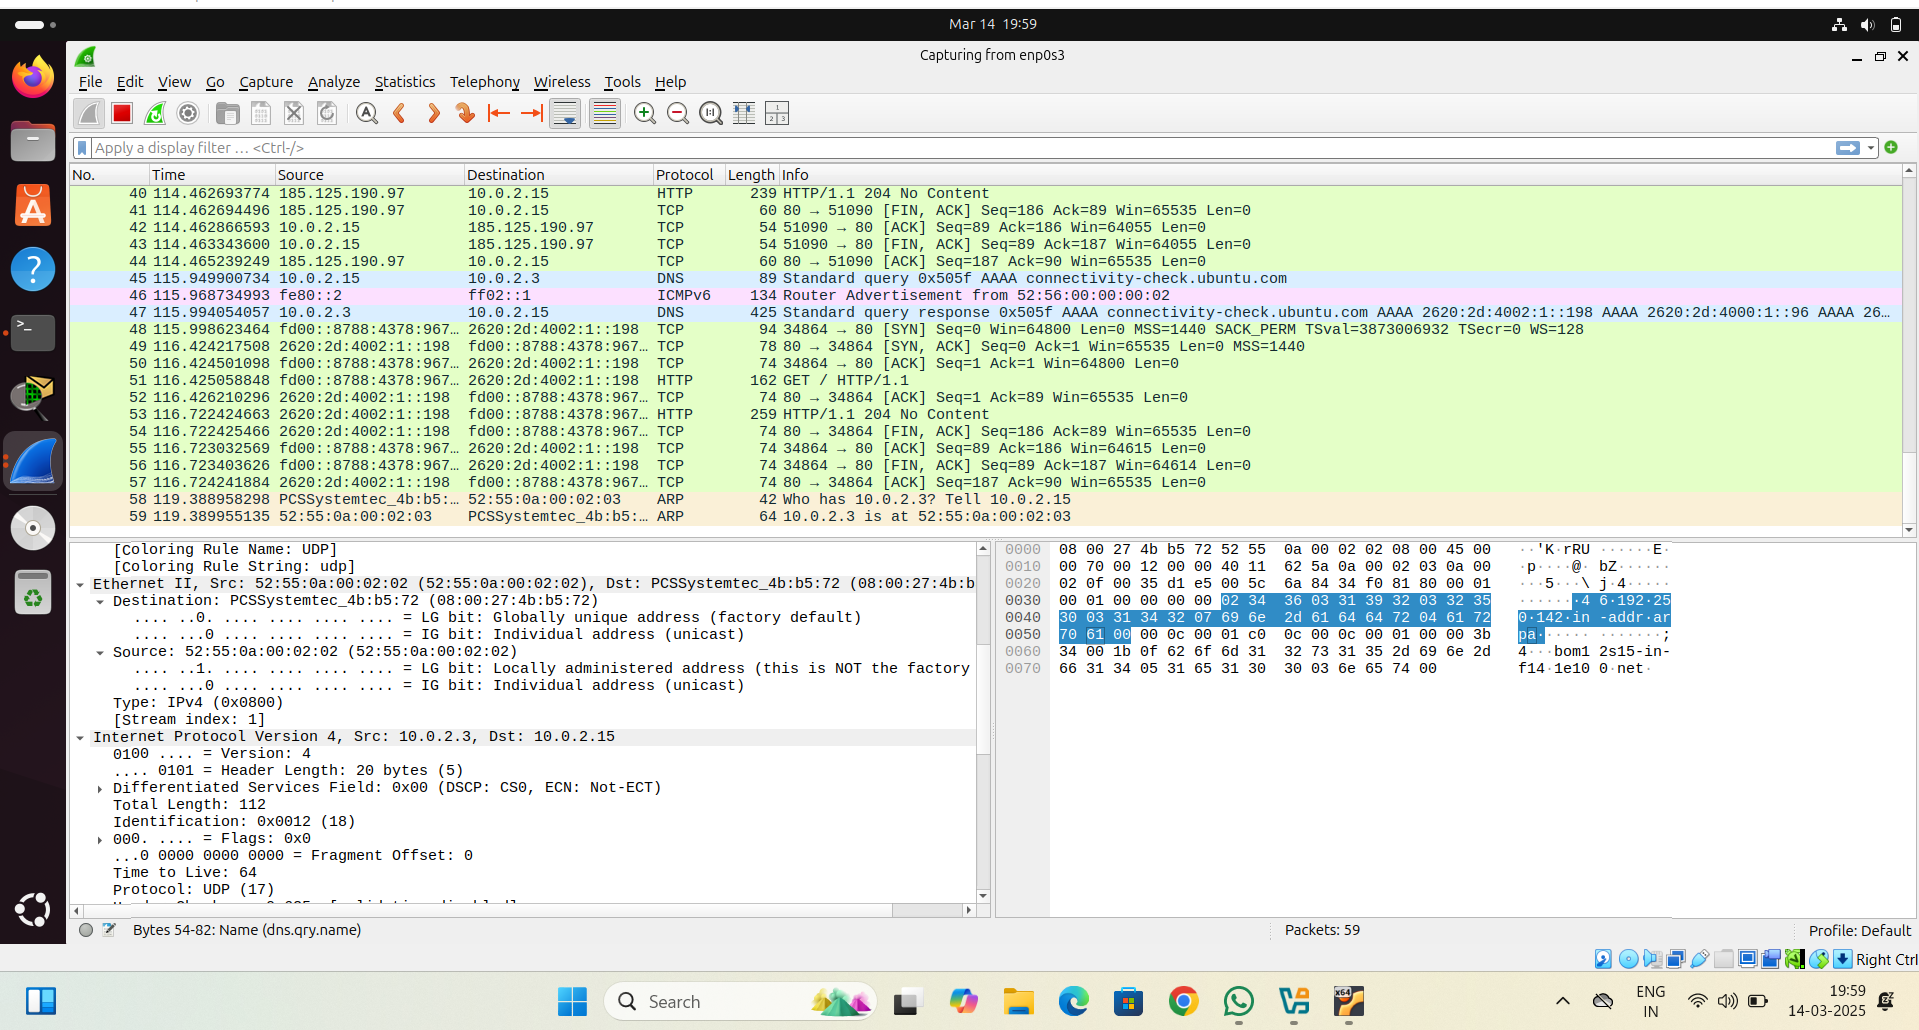 Mar 14 19:59
Capturing from enp0s3
File Edit View Go Capture Analyze Statistics Telephony Wireless Tools Help
Apply a display filter … <Ctrl-/>
No. Time Source Destination Protocol Length Info
40 114.462693774 185.125.190.97 10.0.2.15 HTTP 239 HTTP/1.1 204 No Content
41 114.462694496 185.125.190.97 10.0.2.15 TCP 60 80 → 51090 [FIN, ACK] Seq=186 Ack=89 Win=65535 Len=0
42 114.462866593 10.0.2.15 185.125.190.97 TCP 54 51090 → 80 [ACK] Seq=89 Ack=186 Win=64055 Len=0
43 114.463343600 10.0.2.15 185.125.190.97 TCP 54 51090 → 80 [FIN, ACK] Seq=89 Ack=187 Win=64055 Len=0
44 114.465239249 185.125.190.97 10.0.2.15 TCP 60 80 → 51090 [ACK] Seq=187 Ack=90 Win=65535 Len=0
45 115.949900734 10.0.2.15 10.0.2.3 DNS 89 Standard query 0x505f AAAA connectivity-check.ubuntu.com
46 115.968734993 fe80::2 ff02::1 ICMPv6 134 Router Advertisement from 52:56:00:00:00:02
47 115.994054057 10.0.2.3 10.0.2.15 DNS 425 Standard query response 0x505f AAAA connectivity-check.ubuntu.com AAAA 2620:2d:4002:1::198 AAAA 2620:2d:4000:1::96 AAAA 26…
48 115.998623464 fd00::8788:4378:967… 2620:2d:4002:1::198 TCP 94 34864 → 80 [SYN] Seq=0 Win=64800 Len=0 MSS=1440 SACK_PERM TSval=3873006932 TSecr=0 WS=128
49 116.424217508 2620:2d:4002:1::198 fd00::8788:4378:967… TCP 78 80 → 34864 [SYN, ACK] Seq=0 Ack=1 Win=65535 Len=0 MSS=1440
50 116.424501098 fd00::8788:4378:967… 2620:2d:4002:1::198 TCP 74 34864 → 80 [ACK] Seq=1 Ack=1 Win=64800 Len=0
51 116.425058848 fd00::8788:4378:967… 2620:2d:4002:1::198 HTTP 162 GET / HTTP/1.1
52 116.426210296 2620:2d:4002:1::198 fd00::8788:4378:967… TCP 74 80 → 34864 [ACK] Seq=1 Ack=89 Win=65535 Len=0
53 116.722424663 2620:2d:4002:1::198 fd00::8788:4378:967… HTTP 259 HTTP/1.1 204 No Content
54 116.722425466 2620:2d:4002:1::198 fd00::8788:4378:967… TCP 74 80 → 34864 [FIN, ACK] Seq=186 Ack=89 Win=65535 Len=0
55 116.723032569 fd00::8788:4378:967… 2620:2d:4002:1::198 TCP 74 34864 → 80 [ACK] Seq=89 Ack=186 Win=64615 Len=0
56 116.723403626 fd00::8788:4378:967… 2620:2d:4002:1::198 TCP 74 34864 → 80 [FIN, ACK] Seq=89 Ack=187 Win=64614 Len=0
57 116.724241884 2620:2d:4002:1::198 fd00::8788:4378:967… TCP 74 80 → 34864 [ACK] Seq=187 Ack=90 Win=65535 Len=0
58 119.388958298 PCSSystemtec_4b:b5:… 52:55:0a:00:02:03 ARP 42 Who has 10.0.2.3? Tell 10.0.2.15
59 119.389955135 52:55:0a:00:02:03 PCSSystemtec_4b:b5:… ARP 64 10.0.2.3 is at 52:55:0a:00:02:03
[Coloring Rule Name: UDP]
[Coloring Rule String: udp]
Ethernet II, Src: 52:55:0a:00:02:02 (52:55:0a:00:02:02), Dst: PCSSystemtec_4b:b5:72 (08:00:27:4b:b
Destination: PCSSystemtec_4b:b5:72 (08:00:27:4b:b5:72)
.... ..0. .... .... .... .... = LG bit: Globally unique address (factory default)
.... ...0 .... .... .... .... = IG bit: Individual address (unicast)
Source: 52:55:0a:00:02:02 (52:55:0a:00:02:02)
.... ..1. .... .... .... .... = LG bit: Locally administered address (this is NOT the factory
.... ...0 .... .... .... .... = IG bit: Individual address (unicast)
Type: IPv4 (0x0800)
[Stream index: 1]
Internet Protocol Version 4, Src: 10.0.2.3, Dst: 10.0.2.15
0100 .... = Version: 4
.... 0101 = Header Length: 20 bytes (5)
Differentiated Services Field: 0x00 (DSCP: CS0, ECN: Not-ECT)
Total Length: 112
Identification: 0x0012 (18)
000. .... = Flags: 0x0
...0 0000 0000 0000 = Fragment Offset: 0
Time to Live: 64
Protocol: UDP (17)
0000 08 00 27 4b b5 72 52 55 0a 00 02 02 08 00 45 00 ··'K·rRU ······E·
0010 00 70 00 12 00 00 40 11 62 5a 0a 00 02 03 0a 00 ·p····@· bZ······
0020 02 0f 00 35 d1 e5 00 5c 6a 84 34 f0 81 80 00 01 ···5···\ j·4·····
0030 00 01 00 00 00 00 02 34 36 03 31 39 32 03 32 35 ·······4 6·192·25
0040 30 03 31 34 32 07 69 6e 2d 61 64 64 72 04 61 72 0·142·in -addr·ar
0050 70 61 00 00 0c 00 01 c0 0c 00 0c 00 01 00 00 3b pa······ ·······;
0060 34 00 1b 0f 62 6f 6d 31 32 73 31 35 2d 69 6e 2d 4···bom1 2s15-in-
0070 66 31 34 05 31 65 31 30 30 03 6e 65 74 00 f14·1e10 0·net·
Bytes 54-82: Name (dns.qry.name)
Packets: 59
Profile: Default
Right Ctrl
Search
ENG
IN
19:59
14-03-2025